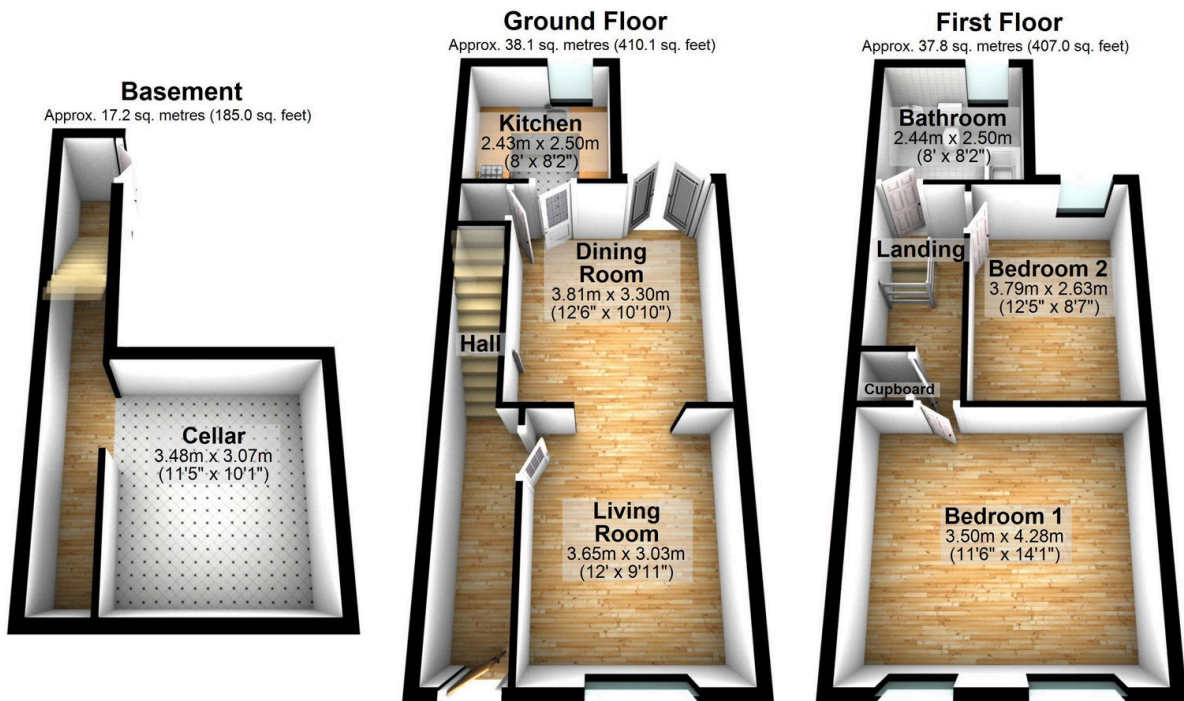 Basement
Approx. 17.2 sq. metres (185.0 sq. feet)
Cellar
3.48m x 3.07m
(11'5" x 10'1")
Ground Floor
Approx. 38.1 sq. metres (410.1 sq. feet)
Kitchen
2.43m x 2.50m
(8' x 8'2")
Dining
Room
3.81m x 3.30m
(12'6" x 10'10")
Hall
Living
Room
3.65m x 3.03m
(12' x 9'11")
First Floor
Approx. 37.8 sq. metres (407.0 sq. feet)
Bathroom
2.44m x 2.50m
(8' x 8'2")
Landing
Bedroom 2
3.79m x 2.63m
(12'5" x 8'7")
Cupboard
Bedroom 1
3.50m x 4.28m
(11'6" x 14'1")